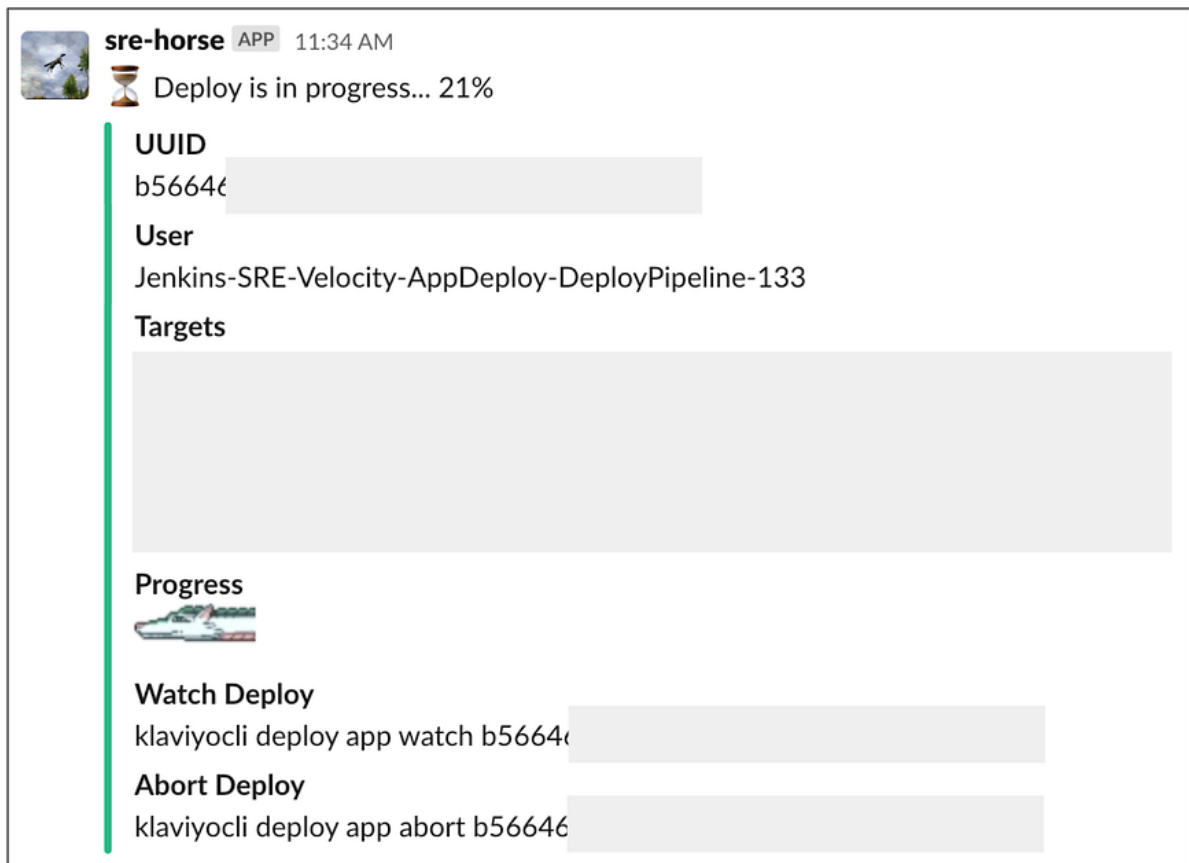 sre-horse APP 11:34 AM
Deploy is in progress... 21%
UUID
b56646
User
Jenkins-SRE-Velocity-AppDeploy-DeployPipeline-133
Targets
Progress
Watch Deploy
klaviyocli deploy app watch b56646
Abort Deploy
klaviyocli deploy app abort b56646